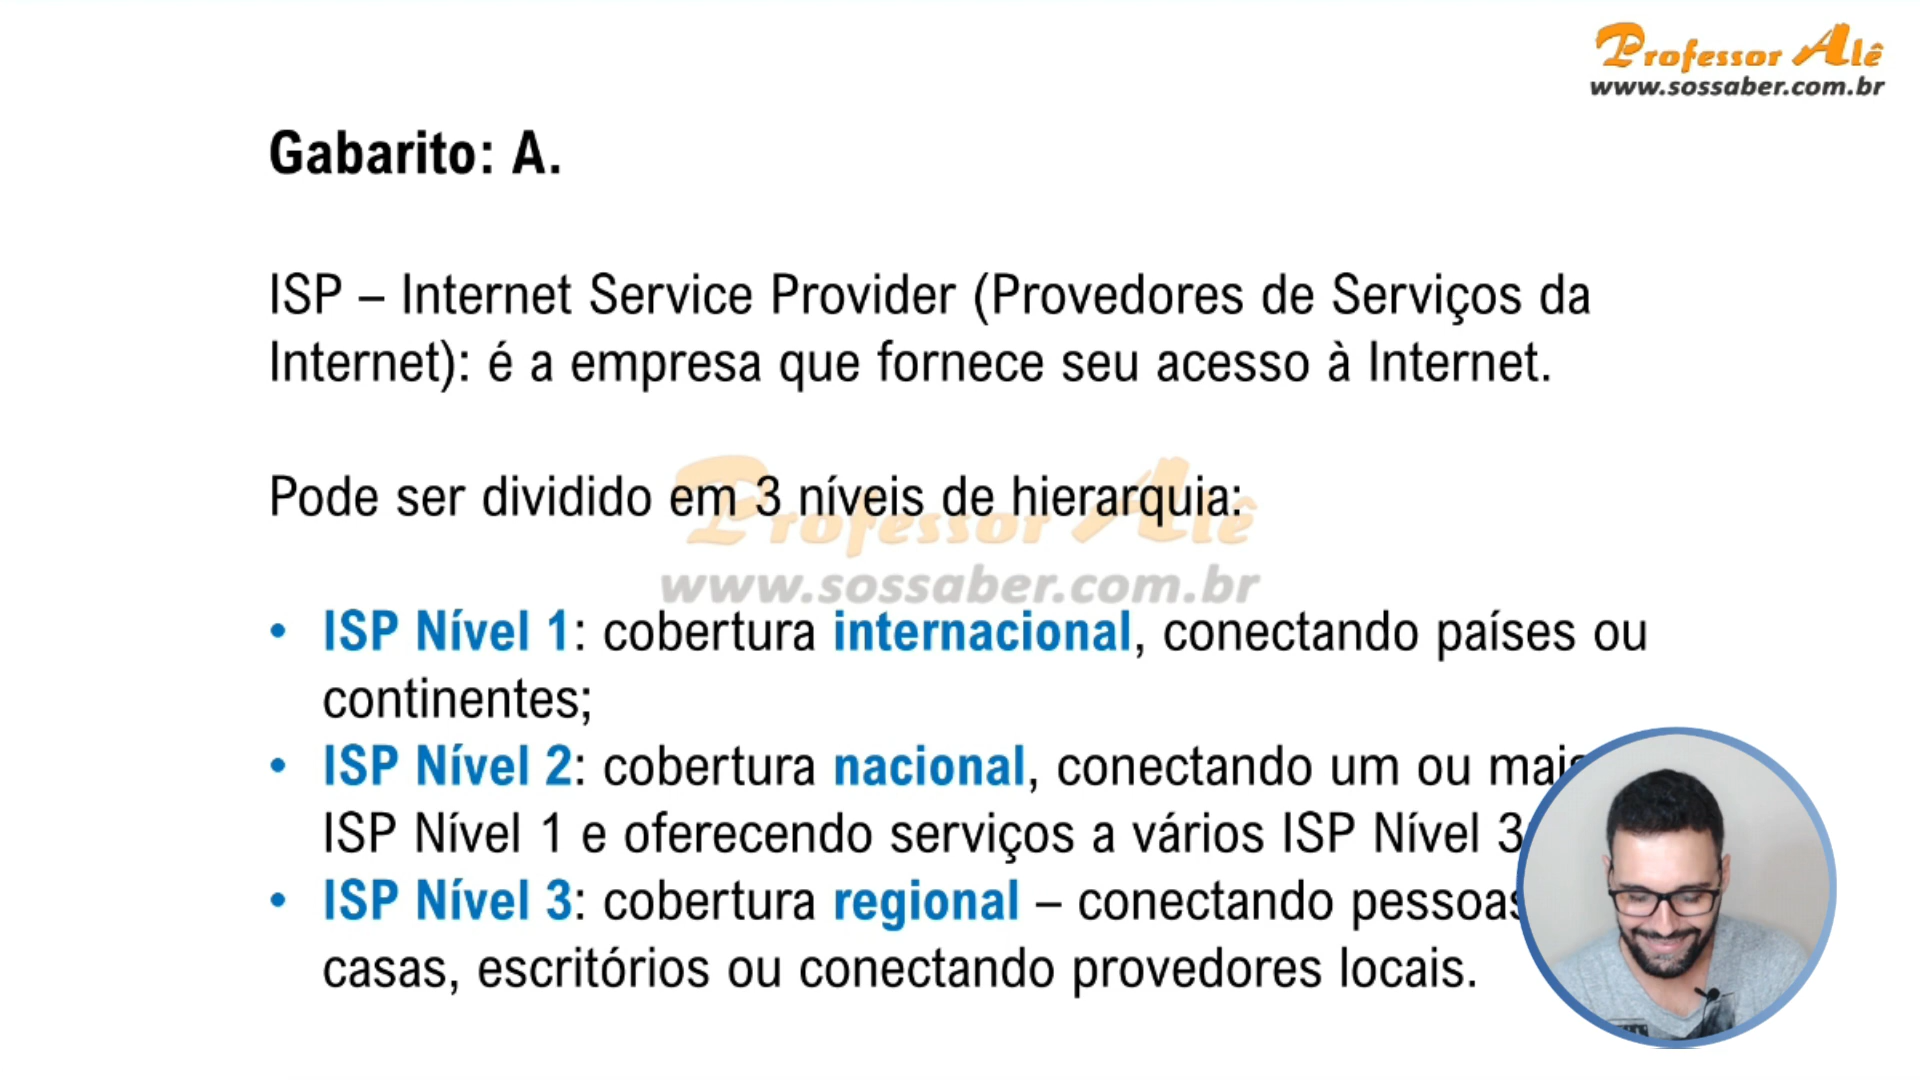 Professor Alê
www.sossaber.com.br
Gabarito: A.
ISP – Internet Service Provider (Provedores de Serviços da
Internet): é a empresa que fornece seu acesso à Internet.
Pode ser dividido em 3 níveis de hierarquia:
Professor Alê
www.sossaber.com.br
• ISP Nível 1: cobertura internacional, conectando países ou
continentes;
• ISP Nível 2: cobertura nacional, conectando um ou mais
ISP Nível 1 e oferecendo serviços a vários ISP Nível 3
• ISP Nível 3: cobertura regional – conectando pessoas
casas, escritórios ou conectando provedores locais.